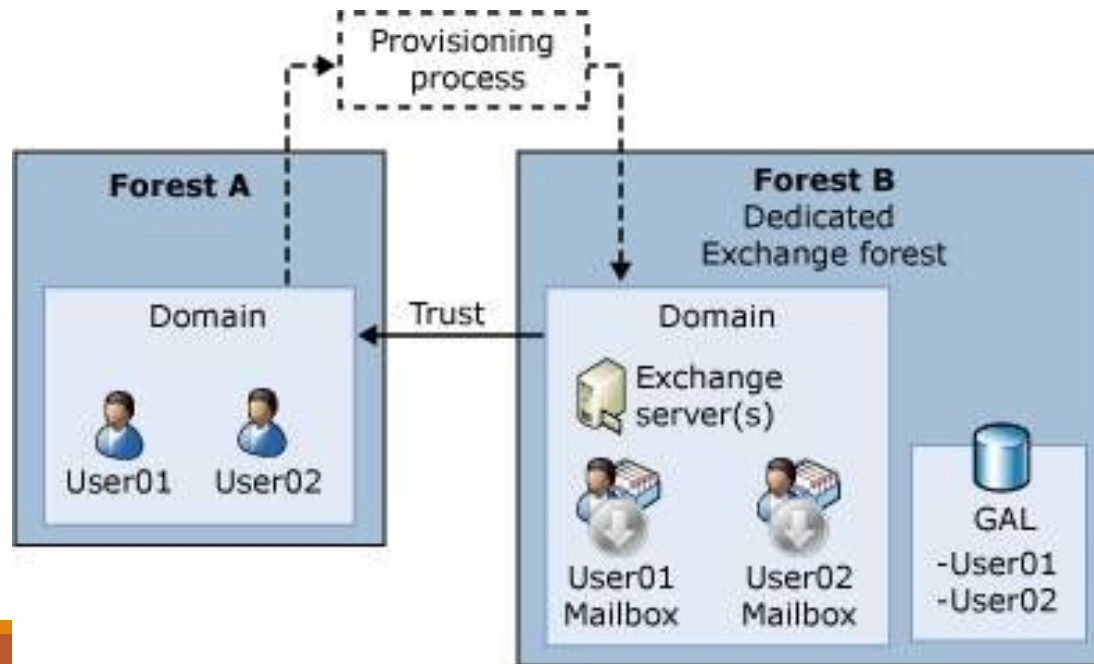 Provisioning
process
Forest A
Domain
User01
User02
Trust
Forest B
Dedicated
Exchange forest
Domain
Exchange
server(s)
User01
Mailbox
User02
Mailbox
GAL
-User01
-User02